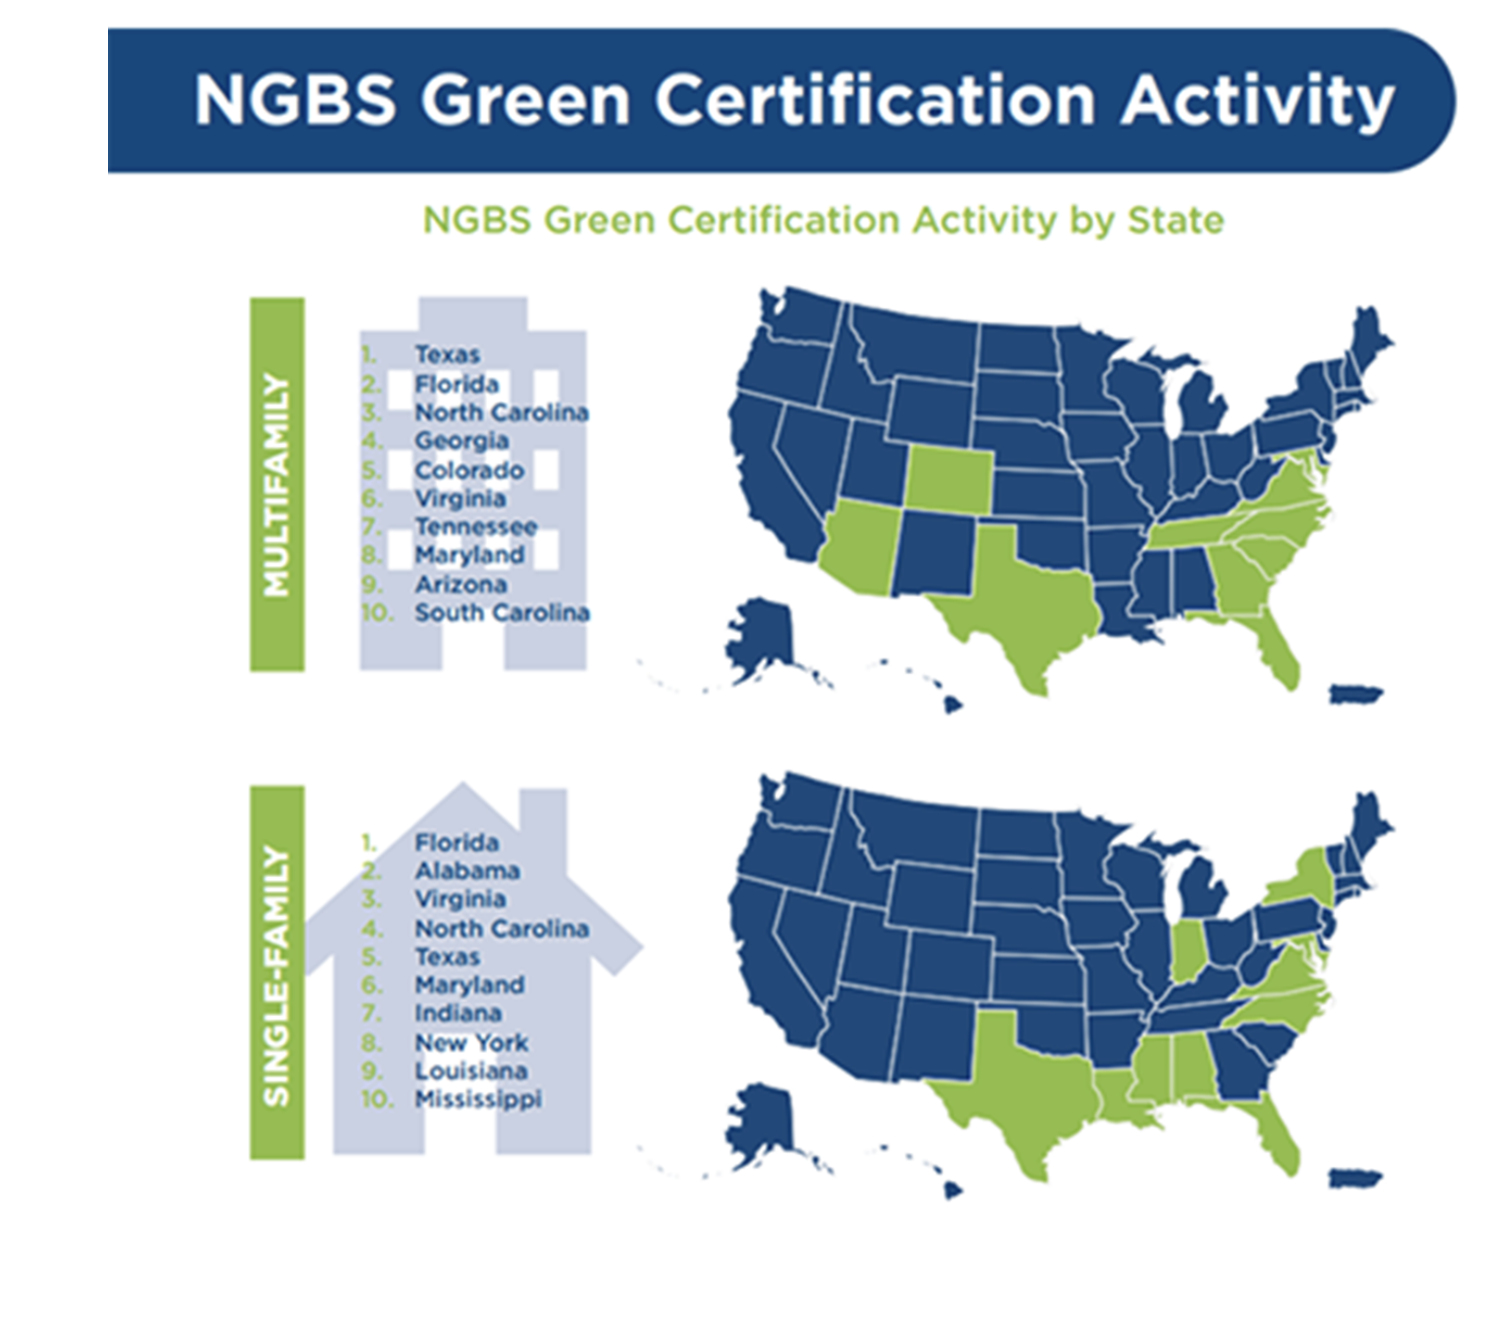 NGBS Green Certification Activity
NGBS Green Certification Activity by State
MULTIFAMILY
1. Texas
2. Florida
3. North Carolina
4. Georgia
5. Colorado
6. Virginia
7. Tennessee
8. Maryland
9. Arizona
10. South Carolina
SINGLE-FAMILY
1. Florida
2. Alabama
3. Virginia
4. North Carolina
5. Texas
6. Maryland
7. Indiana
8. New York
9. Louisiana
10. Mississippi